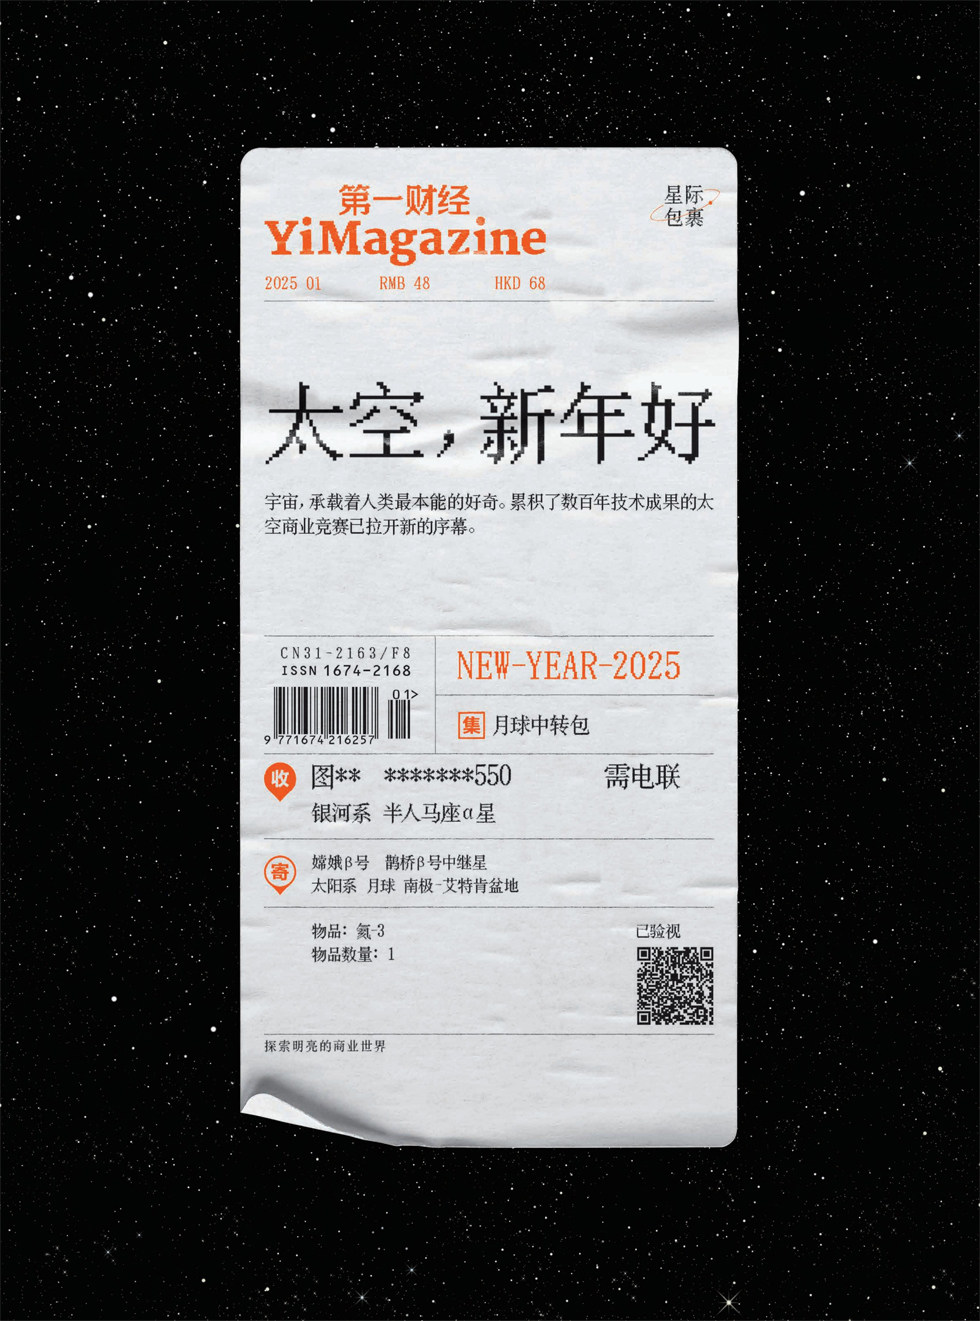 第一财经
YiMagazine
星际
包裹
2025 01 RMB 48 HKD 68
太空，新年好
宇宙，承载着人类最本能的好奇。累积了数百年技术成果的太
空商业竞赛已拉开新的序幕。
CN31-2163/F8
ISSN 1674-2168
01>
9 771674 216257
NEW-YEAR-2025
集 月球中转包
收 图** *******550 需电联
银河系 半人马座α星
寄 嫦娥β号 鹊桥β号中继星
太阳系 月球 南极-艾特肯盆地
物品：氦-3 已验视
物品数量：1
探索明亮的商业世界